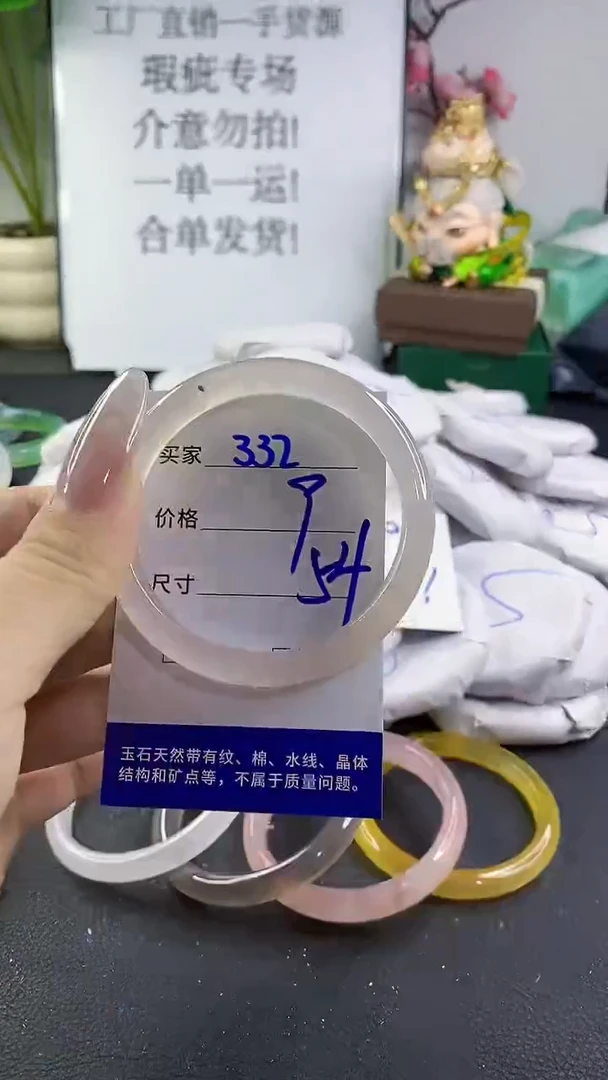 工厂直销一手货源
瑕疵专场
介意勿拍!
一单一运!
合单发货!
买家 332
价格
尺寸 54
玉石天然带有纹、棉、水线、晶体
结构和矿点等，不属于质量问题。